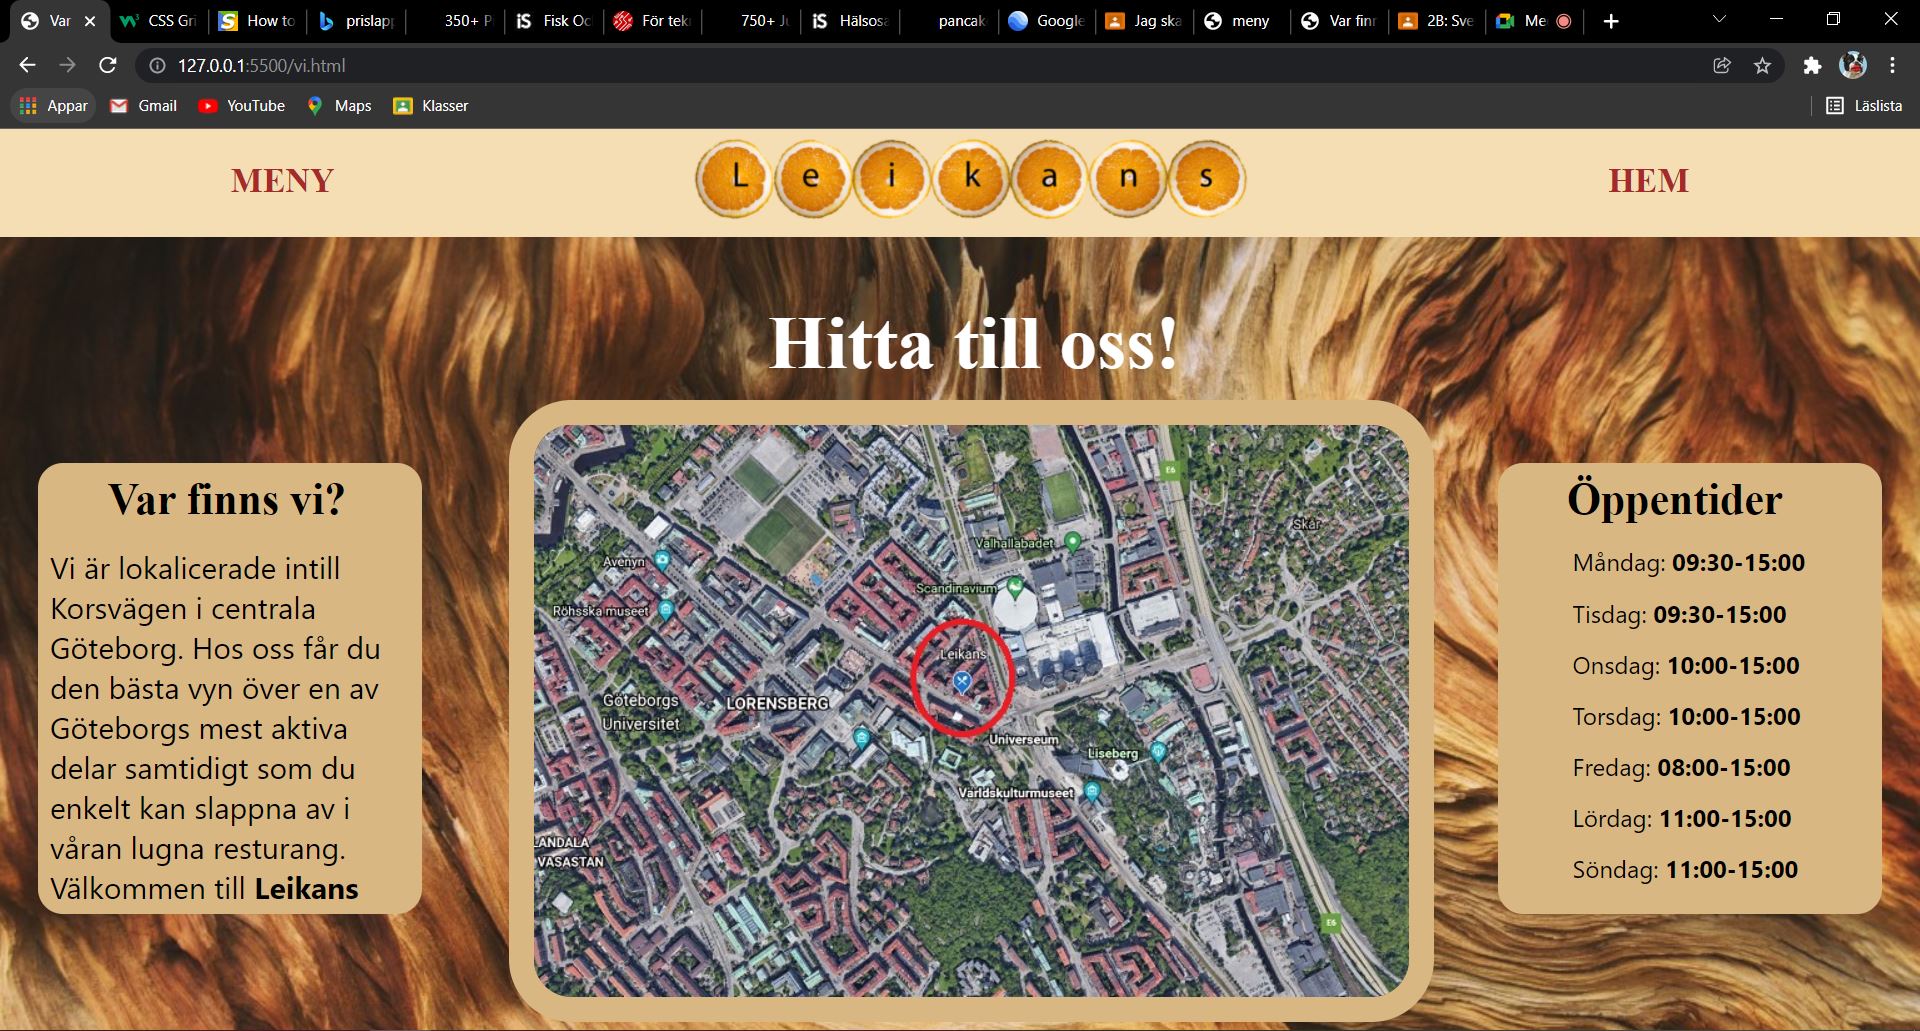 Var
CSS Gri
How to
prislapp
350+ P
Fisk Oc
För tekn
750+ Ju
Hälsosa
pancak
Google
Jag ska
meny
Var finn
2B: Sve
Me
127.0.0.1:5500/vi.html
Appar
Gmail
YouTube
Maps
Klasser
Läslista
MENY
Leikans
HEM
Hitta till oss!
Var finns vi?
Vi är lokalicerade intill
Korsvägen i centrala
Göteborg. Hos oss får du
den bästa vyn över en av
Göteborgs mest aktiva
delar samtidigt som du
enkelt kan slappna av i
våran lugna resturang.
Välkommen till Leikans
E6
Skår
Valhallabadet
Avenyn
Scandinavium
Röhsska museet
Leikans
Göteborgs
Universitet
LORENSBERG
Universeum
Liseberg
Världskulturmuseet
LANDALA
VASASTAN
E6
Öppentider
Måndag: 09:30-15:00
Tisdag: 09:30-15:00
Onsdag: 10:00-15:00
Torsdag: 10:00-15:00
Fredag: 08:00-15:00
Lördag: 11:00-15:00
Söndag: 11:00-15:00